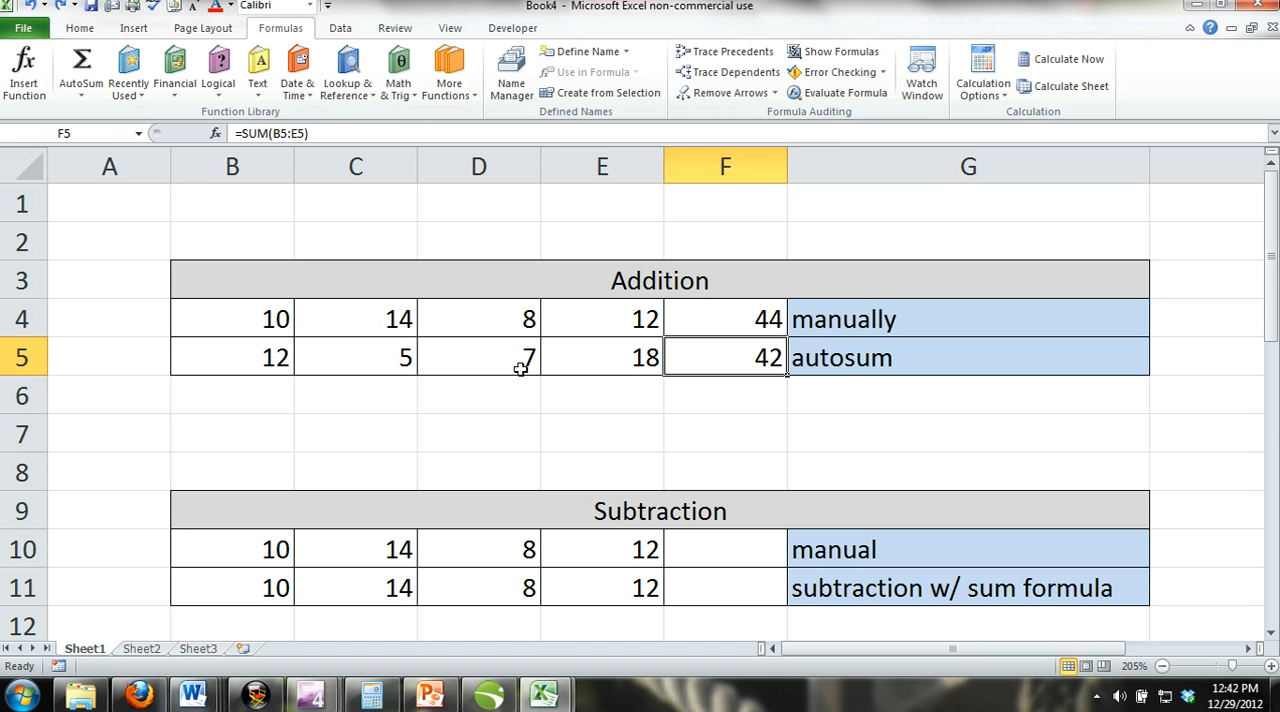 Calibri
Book4 - Microsoft Excel non-commercial use
File Home Insert Page Layout Formulas Data Review View Developer
Insert Function
AutoSum
Recently Used
Financial
Logical
Text
Date & Time
Lookup & Reference
Math & Trig
More Functions
Function Library
Name Manager
Define Name
Use in Formula
Create from Selection
Defined Names
Trace Precedents
Trace Dependents
Remove Arrows
Show Formulas
Error Checking
Evaluate Formula
Formula Auditing
Watch Window
Calculation Options
Calculate Now
Calculate Sheet
Calculation
F5 fx =SUM(B5:E5)
A B C D E F G
1
2
3 Addition
4 10 14 8 12 44 manually
5 12 5 7 18 42 autosum
6
7
8
9 Subtraction
10 10 14 8 12 manual
11 10 14 8 12 subtraction w/ sum formula
12
Sheet1 Sheet2 Sheet3
Ready 205%
12:42 PM
12/29/2012